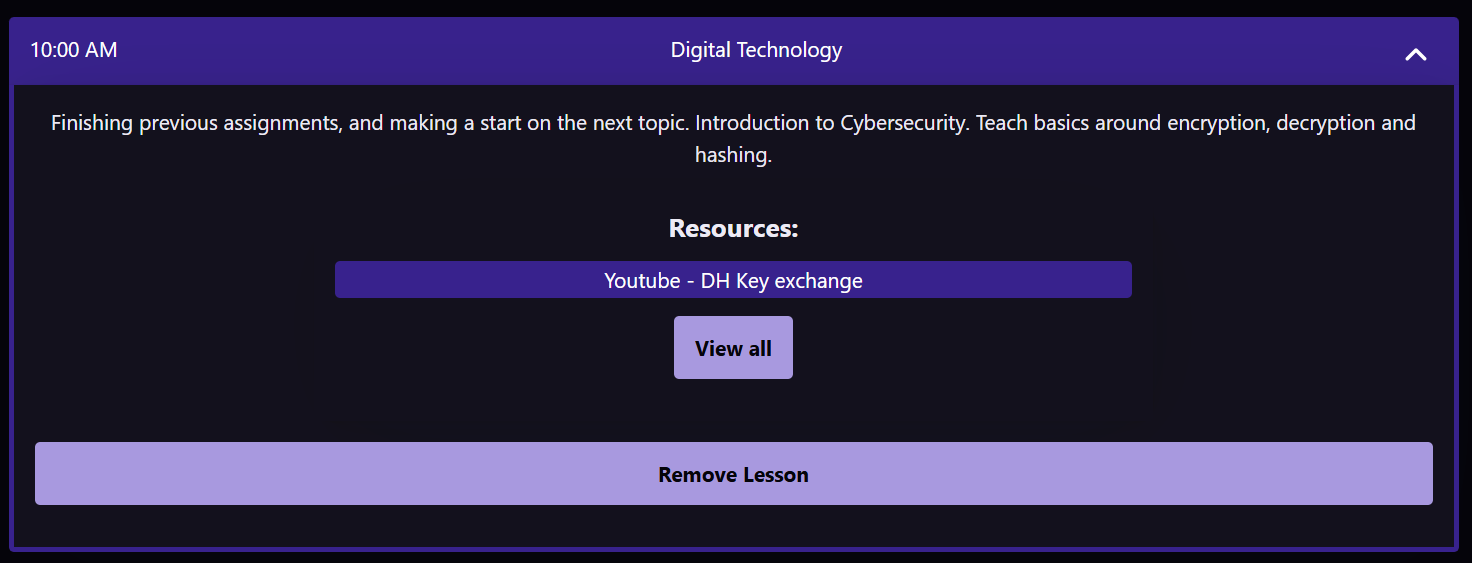 10:00 AM
Digital Technology
Finishing previous assignments, and making a start on the next topic. Introduction to Cybersecurity. Teach basics around encryption, decryption and
hashing.
Resources:
Youtube - DH Key exchange
View all
Remove Lesson